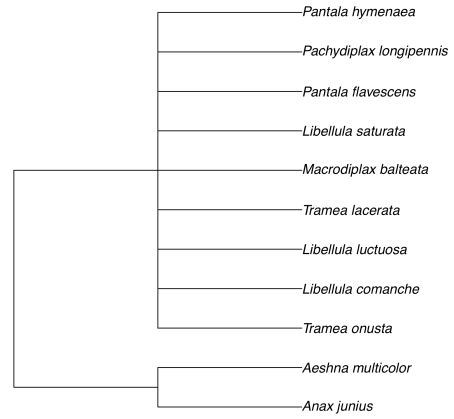 Pantala hymenaea
Pachydiplax longipennis
Pantala flavescens
Libellula saturata
Macrodiplax balteata
Tramea lacerata
Libellula luctuosa
Libellula comanche
Tramea onusta
Aeshna multicolor
Anax junius